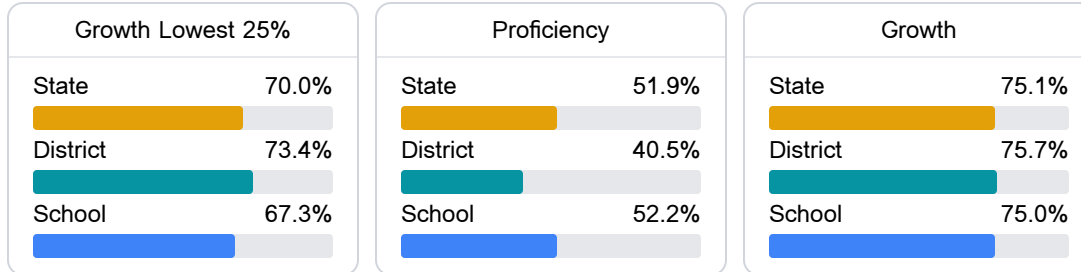 Growth Lowest 25%
State 70.0%
District 73.4%
School 67.3%
Proficiency
State 51.9%
District 40.5%
School 52.2%
Growth
State 75.1%
District 75.7%
School 75.0%